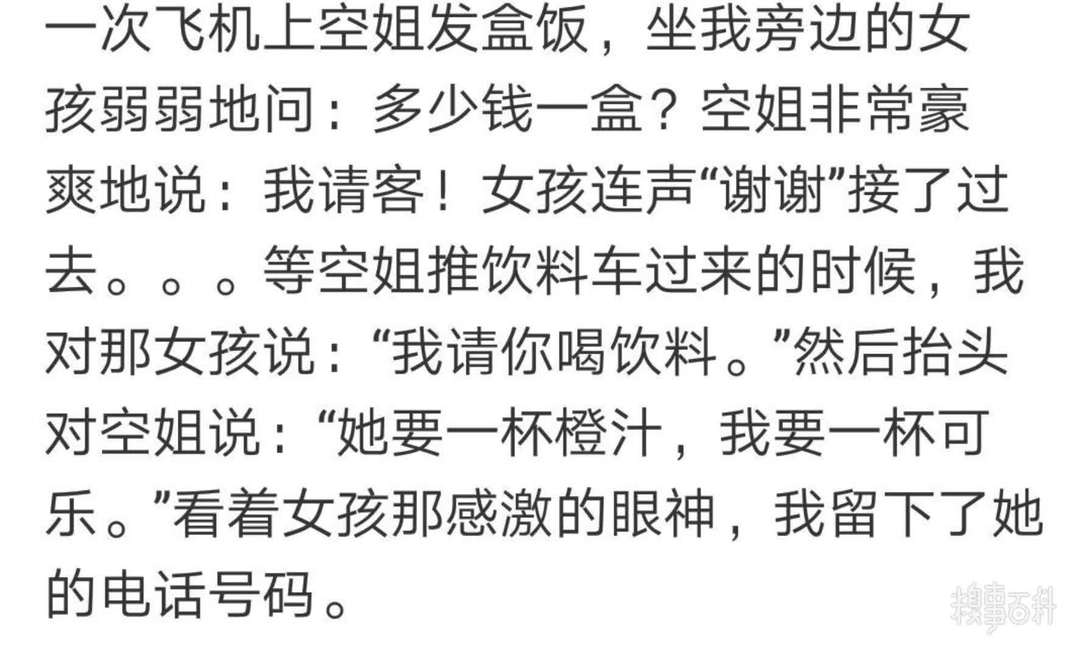 一次飞机上空姐发盒饭，坐我旁边的女
孩弱弱地问：多少钱一盒？空姐非常豪
爽地说：我请客！女孩连声“谢谢”接了过
去。。。等空姐推饮料车过来的时候，我
对那女孩说：“我请你喝饮料。”然后抬头
对空姐说：“她要一杯橙汁，我要一杯可
乐。”看着女孩那感激的眼神，我留下了她
的电话号码。
糗事百科